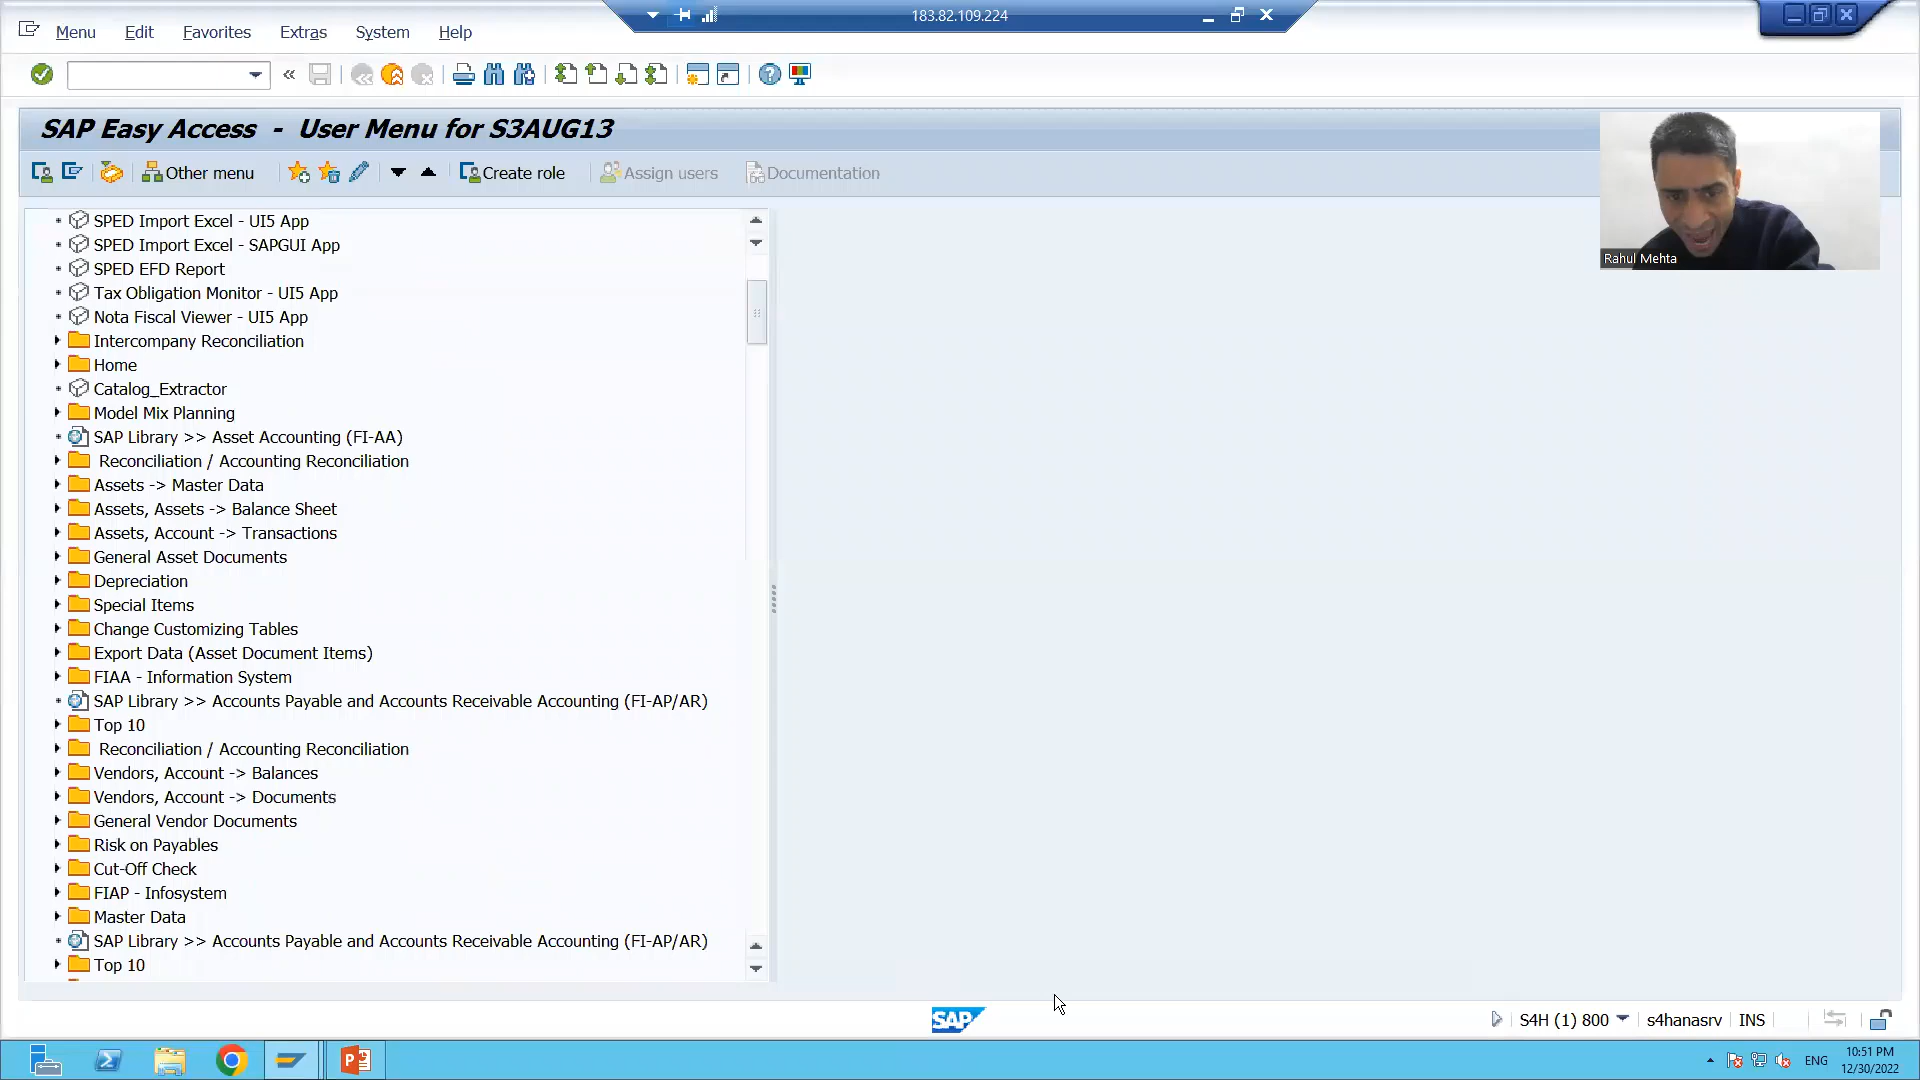 183.82.109.224
Menu Edit Favorites Extras System Help
SAP Easy Access - User Menu for S3AUG13
Other menu Create role Assign users Documentation
Rahul Mehta
SPED Import Excel - UI5 App
SPED Import Excel - SAPGUI App
SPED EFD Report
Tax Obligation Monitor - UI5 App
Nota Fiscal Viewer - UI5 App
Intercompany Reconciliation
Home
Catalog_Extractor
Model Mix Planning
SAP Library >> Asset Accounting (FI-AA)
Reconciliation / Accounting Reconciliation
Assets -> Master Data
Assets, Assets -> Balance Sheet
Assets, Account -> Transactions
General Asset Documents
Depreciation
Special Items
Change Customizing Tables
Export Data (Asset Document Items)
FIAA - Information System
SAP Library >> Accounts Payable and Accounts Receivable Accounting (FI-AP/AR)
Top 10
Reconciliation / Accounting Reconciliation
Vendors, Account -> Balances
Vendors, Account -> Documents
General Vendor Documents
Risk on Payables
Cut-Off Check
FIAP - Infosystem
Master Data
SAP Library >> Accounts Payable and Accounts Receivable Accounting (FI-AP/AR)
Top 10
SAP
S4H (1) 800 s4hanasrv INS
ENG
10:51 PM
12/30/2022